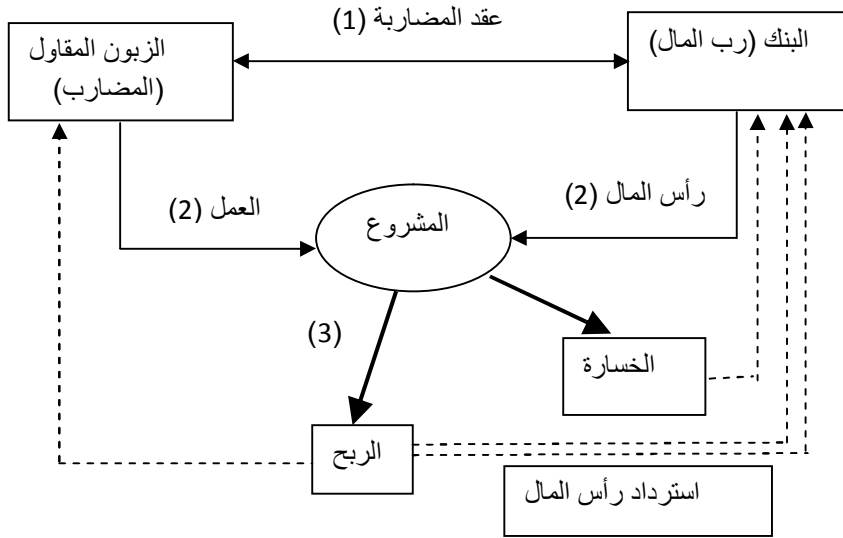 عقد المضاربة (1)
البنك (رب المال)
الزبون المقاول
(المضارب)
رأس المال (2)
العمل (2)
المشروع
(3)
الخسارة
الربح
استرداد رأس المال